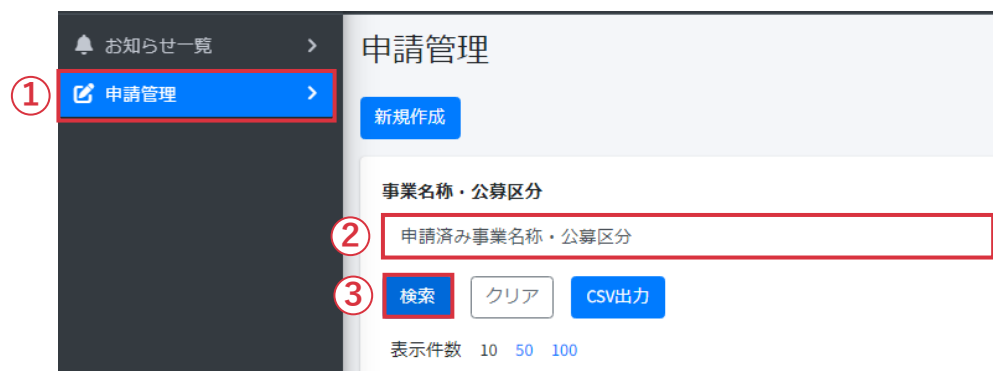 お知らせ一覧
① 申請管理
申請管理
新規作成
事業名称・公募区分
② 申請済み事業名称・公募区分
③ 検索 クリア CSV出力
表示件数 10 50 100